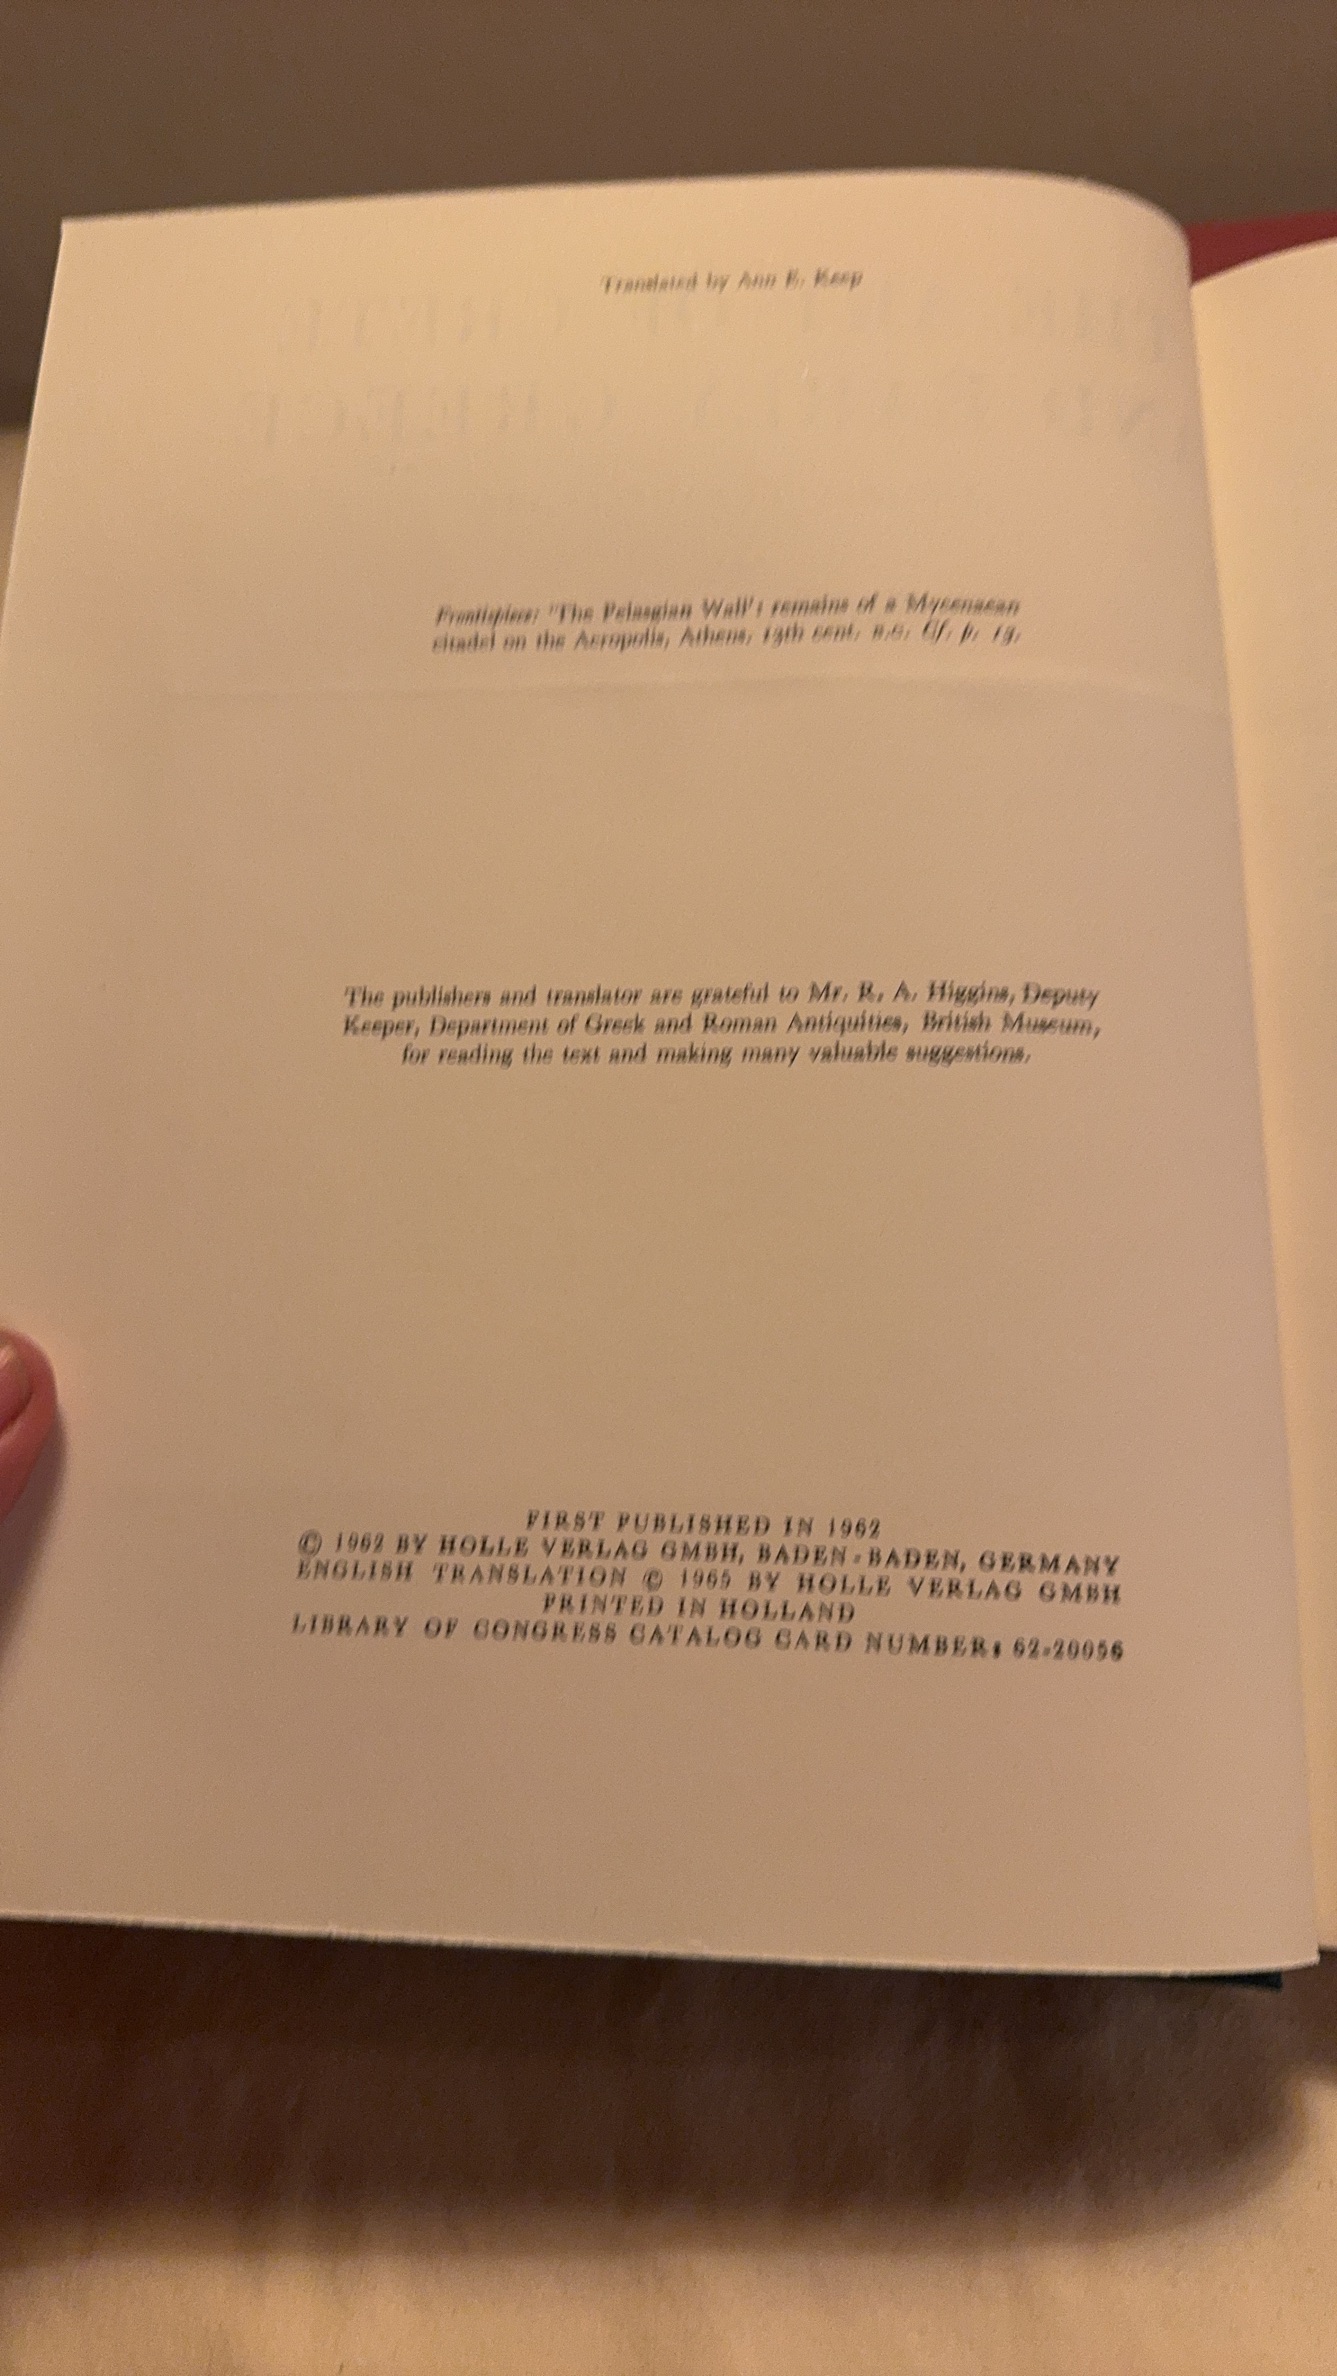 Translated by Ann E. Keep
Frontispiece: 'The Pelasgian Wall': remains of a Mycenaean
citadel on the Acropolis, Athens, 13th cent. B.C. Cf. p.
The publishers and translator are grateful to Mr. R. A. Higgins, Deputy
Keeper, Department of Greek and Roman Antiquities, British Museum,
for reading the text and making many valuable suggestions.
FIRST PUBLISHED IN 1962
© 1962 BY HOLLE VERLAG GMBH, BADEN-BADEN, GERMANY
ENGLISH TRANSLATION © 1965 BY HOLLE VERLAG GMBH
PRINTED IN HOLLAND
LIBRARY OF CONGRESS CATALOG CARD NUMBER: 62-20056